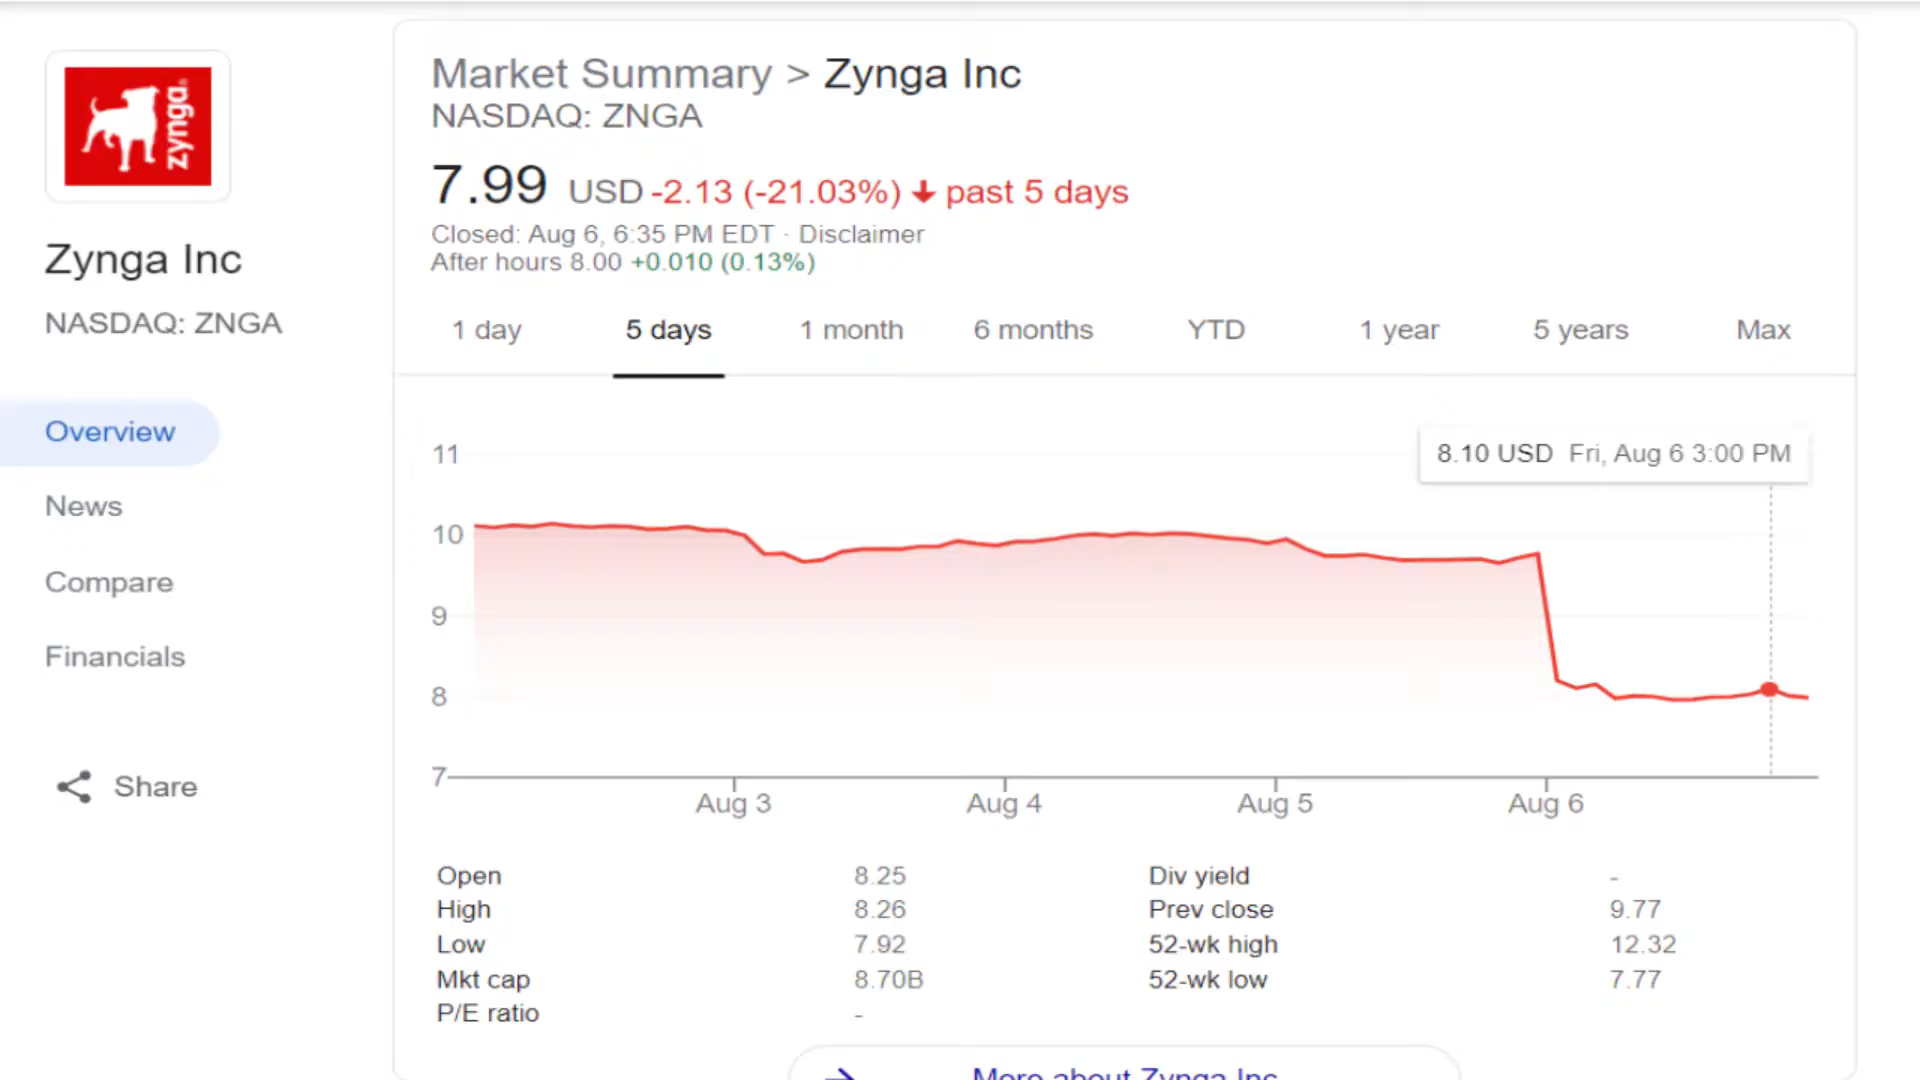 zynga
Zynga Inc
NASDAQ: ZNGA
Overview
News
Compare
Financials
Share
Market Summary > Zynga Inc
NASDAQ: ZNGA
7.99 USD -2.13 (-21.03%) ↓ past 5 days
Closed: Aug 6, 6:35 PM EDT · Disclaimer
After hours 8.00 +0.010 (0.13%)
1 day 5 days 1 month 6 months YTD 1 year 5 years Max
8.10 USD Fri, Aug 6 3:00 PM
11
10
9
8
7
Aug 3 Aug 4 Aug 5 Aug 6
Open 8.25 Div yield -
High 8.26 Prev close 9.77
Low 7.92 52-wk high 12.32
Mkt cap 8.70B 52-wk low 7.77
P/E ratio -
More about Zynga Inc